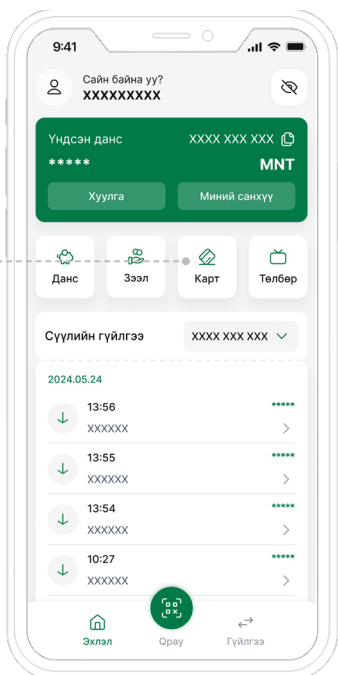 9:41
Сайн байна уу?
XXXXXXXXX
Үндсэн данс XXXX XXX XXX
***** MNT
Хуулга Миний санхүү
Данс Зээл Карт Төлбөр
Сүүлийн гүйлгээ XXXX XXX XXX
2024.05.24
13:56 *****
XXXXXX
13:55 *****
XXXXXX
13:54 *****
XXXXXX
10:27 *****
XXXXXX
Эхлэл Qpay Гүйлгээ